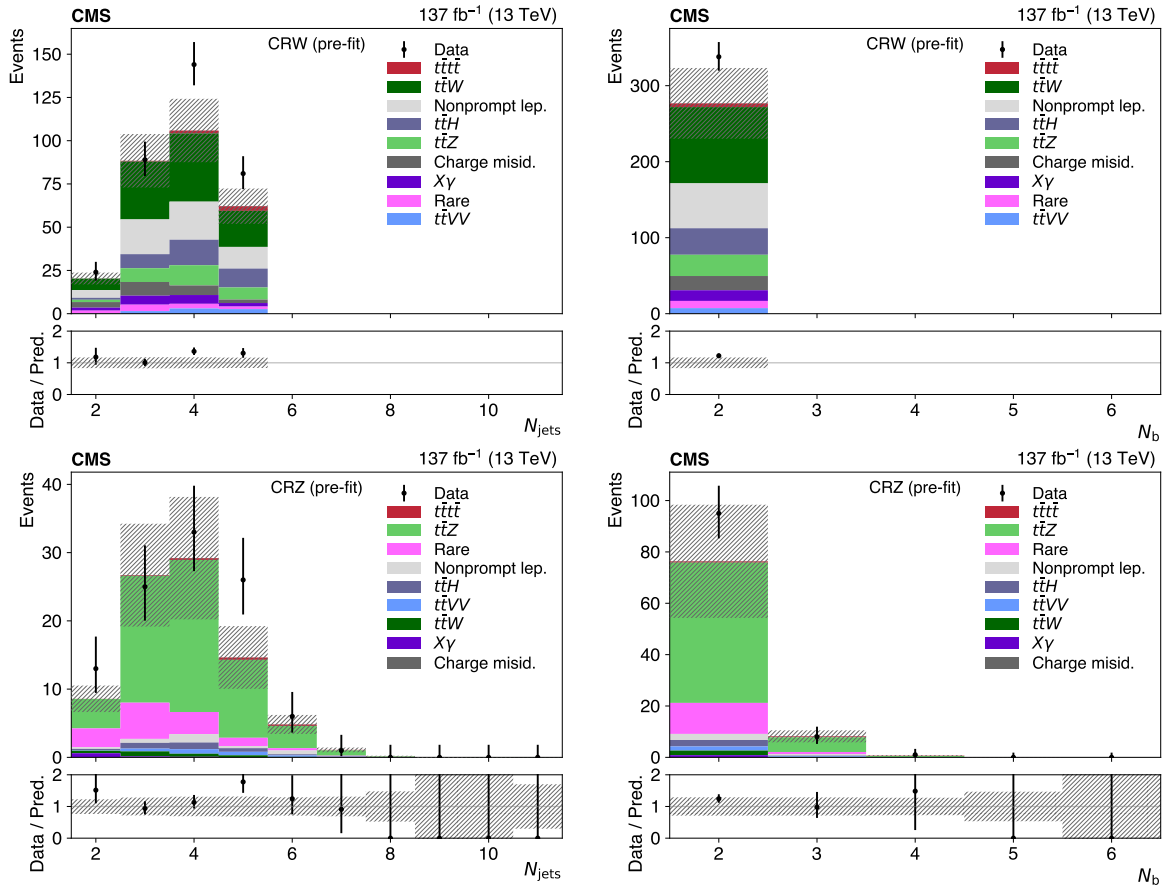 CMS 137 fb⁻¹ (13 TeV)
CRW (pre-fit)
Events
150
125
100
75
50
25
0
Data
tt̄tt̄
tt̄W
Nonprompt lep.
tt̄H
tt̄Z
Charge misid.
Xγ
Rare
tt̄VV
Data / Pred.
2
1
0
2 4 6 8 10
N_jets
CMS 137 fb⁻¹ (13 TeV)
CRW (pre-fit)
Events
300
200
100
0
Data
tt̄tt̄
tt̄W
Nonprompt lep.
tt̄H
tt̄Z
Charge misid.
Xγ
Rare
tt̄VV
Data / Pred.
2
1
0
2 3 4 5 6
N_b
CMS 137 fb⁻¹ (13 TeV)
CRZ (pre-fit)
Events
40
30
20
10
0
Data
tt̄tt̄
tt̄Z
Rare
Nonprompt lep.
tt̄H
tt̄VV
tt̄W
Xγ
Charge misid.
Data / Pred.
2
1
0
2 4 6 8 10
N_jets
CMS 137 fb⁻¹ (13 TeV)
CRZ (pre-fit)
Events
100
80
60
40
20
0
Data
tt̄tt̄
tt̄Z
Rare
Nonprompt lep.
tt̄H
tt̄VV
tt̄W
Xγ
Charge misid.
Data / Pred.
2
1
0
2 3 4 5 6
N_b